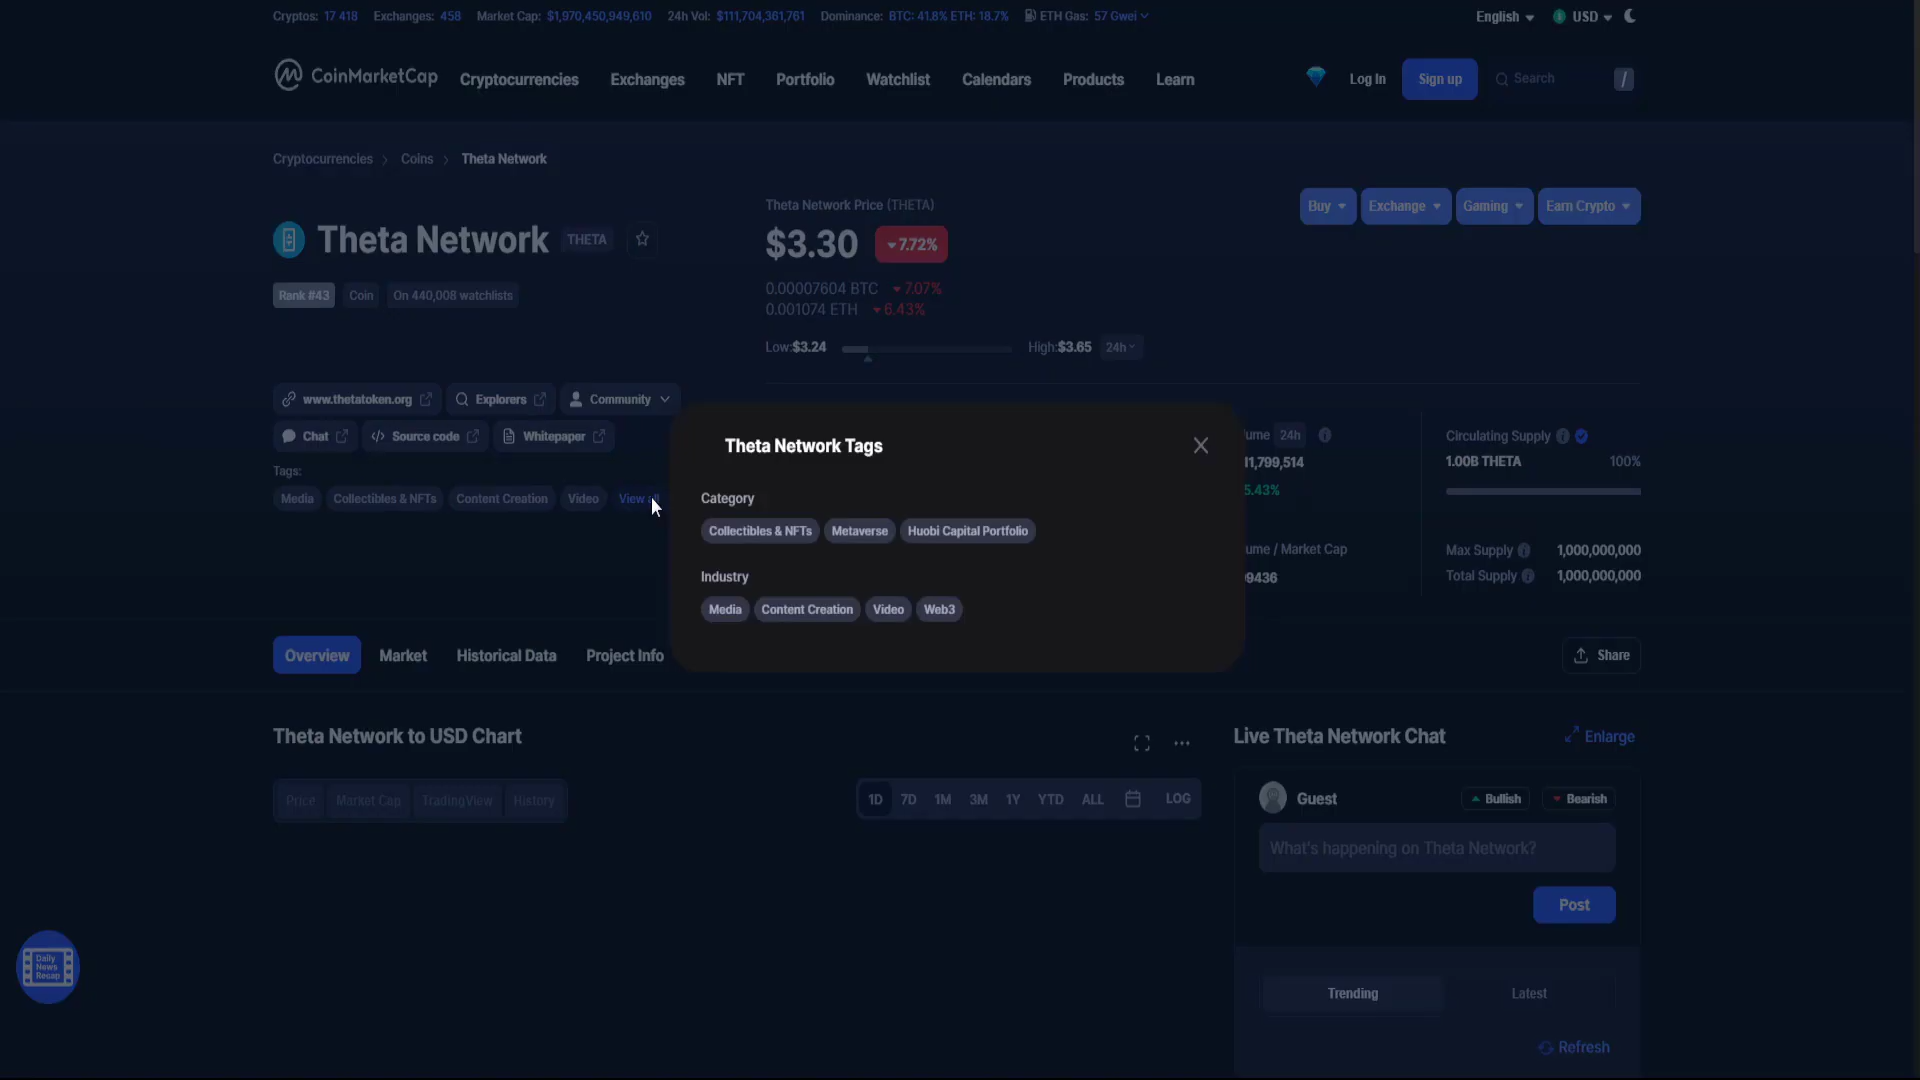 Cryptos: 17 418 Exchanges: 458 Market Cap: $1,970,450,949,610 24h Vol: $111,704,361,761 Dominance: BTC: 41.8% ETH: 18.7% ETH Gas: 57 Gwei English USD
CoinMarketCap Cryptocurrencies Exchanges NFT Portfolio Watchlist Calendars Products Learn Log In Sign up Search /
Cryptocurrencies Coins Theta Network
Theta Network THETA
Rank #43 Coin On 440,008 watchlists
Theta Network Price (THETA)
$3.30 7.72%
0.00007604 BTC 7.07%
0.001074 ETH 6.43%
Low:$3.24 High:$3.65 24h
Buy Exchange Gaming Earn Crypto
www.thetatoken.org Explorers Community
Chat Source code Whitepaper
Tags:
Media Collectibles & NFTs Content Creation Video View
Theta Network Tags
Category
Collectibles & NFTs Metaverse Huobi Capital Portfolio
Industry
Media Content Creation Video Web3
24h
11,799,514
5.43%
/ Market Cap
9436
Circulating Supply
1.00B THETA 100%
Max Supply 1,000,000,000
Total Supply 1,000,000,000
Overview Market Historical Data Project Info Share
Theta Network to USD Chart
Price Market Cap TradingView History 1D 7D 1M 3M 1Y YTD ALL LOG
Live Theta Network Chat Enlarge
Guest Bullish Bearish
What's happening on Theta Network?
Post
Trending Latest
Refresh
Daily
News
Recap